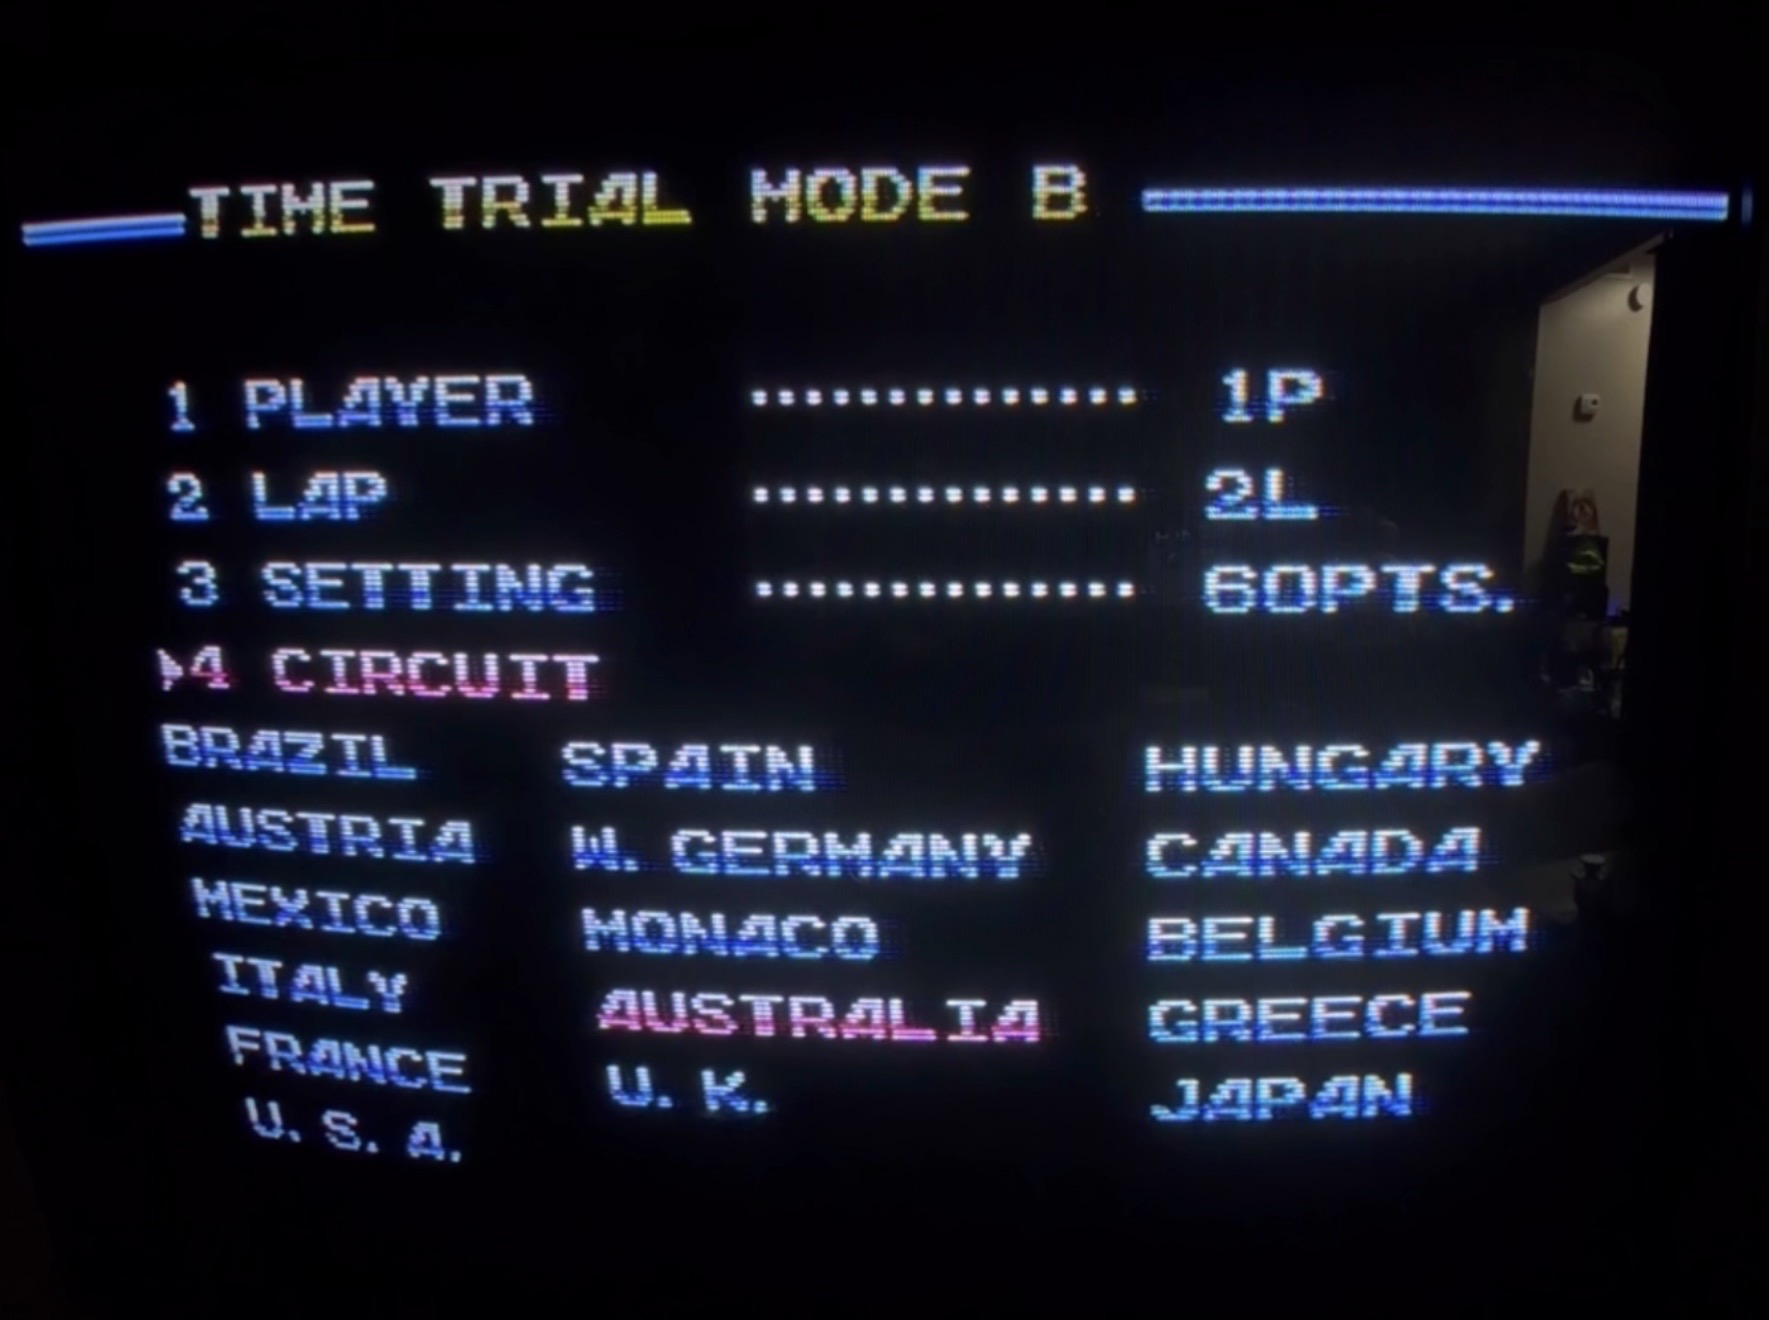 TIME TRIAL MODE B
1 PLAYER .............. 1P
2 LAP .............. 2L
3 SETTING .............. 60PTS.
▶4 CIRCUIT
BRAZIL SPAIN HUNGARY
AUSTRIA W. GERMANY CANADA
MEXICO MONACO BELGIUM
ITALY AUSTRALIA GREECE
FRANCE U. K. JAPAN
U. S. A.